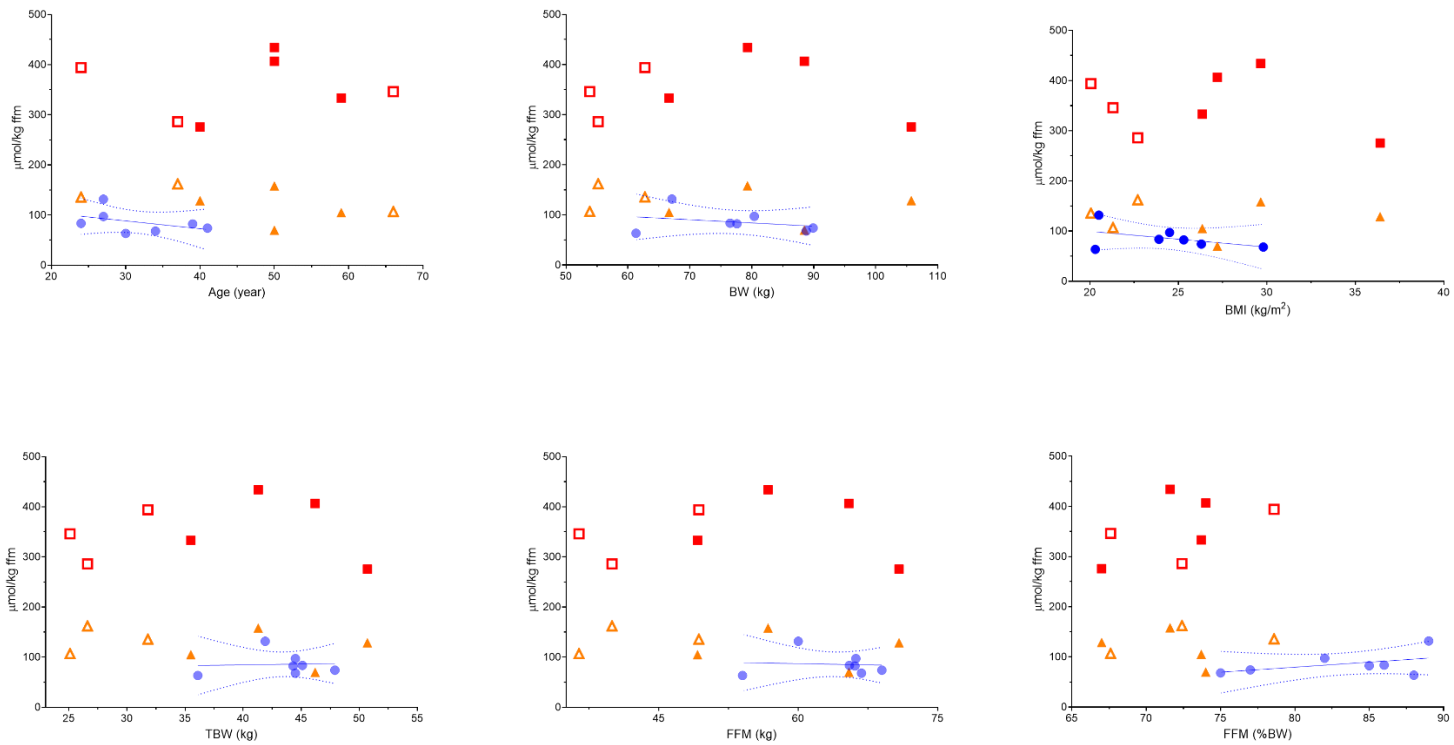 500
400
300
200
100
0
µmol/kg ffm
20 30 40 50 60 70
Age (year)
500
400
300
200
100
0
µmol/kg ffm
50 60 70 80 90 100 110
BW (kg)
500
400
300
200
100
0
µmol/kg ffm
20 25 30 35 40
BMI (kg/m²)
500
400
300
200
100
0
µmol/kg ffm
25 30 35 40 45 50 55
TBW (kg)
500
400
300
200
100
0
µmol/kg ffm
45 60 75
FFM (kg)
500
400
300
200
100
0
µmol/kg ffm
65 70 75 80 85 90
FFM (%BW)